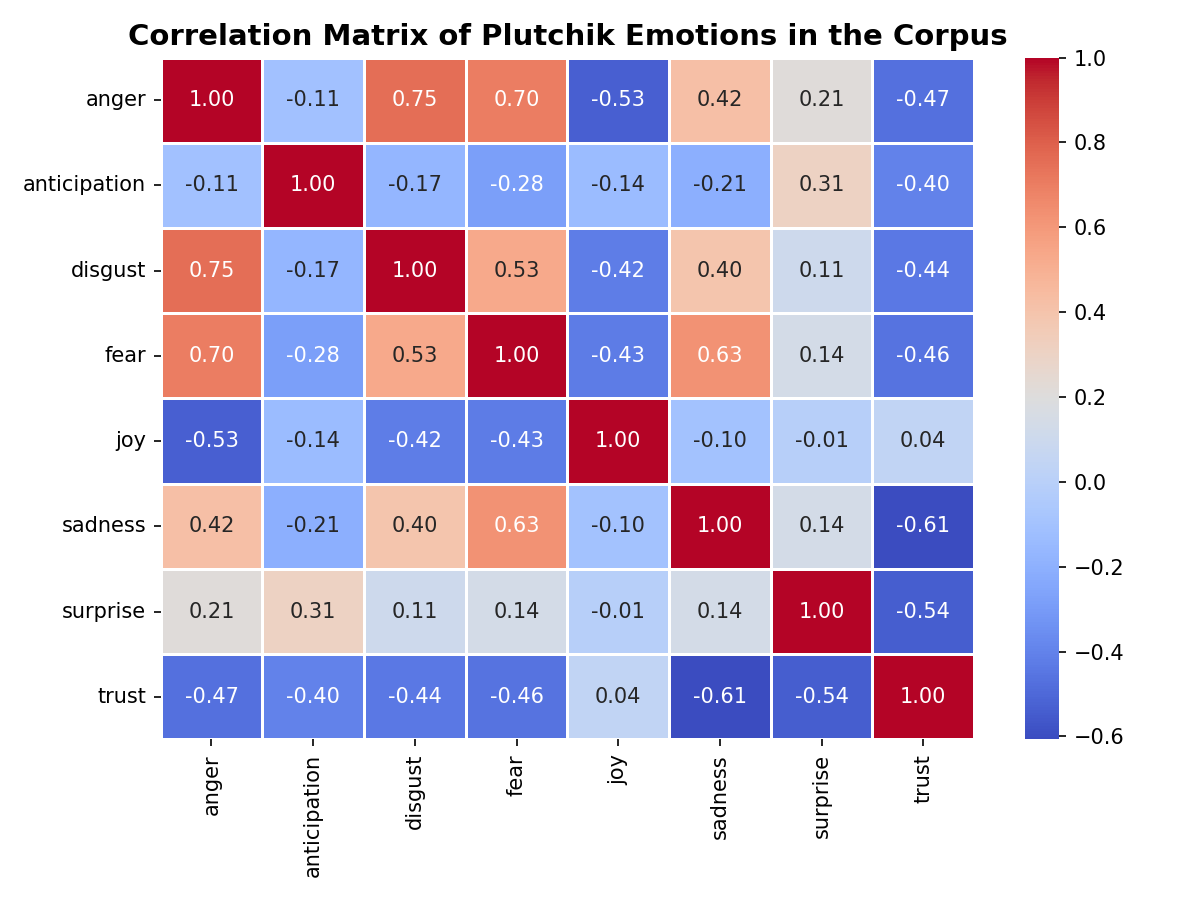 Correlation Matrix of Plutchik Emotions in the Corpus
anger 1.00 -0.11 0.75 0.70 -0.53 0.42 0.21 -0.47
anticipation -0.11 1.00 -0.17 -0.28 -0.14 -0.21 0.31 -0.40
disgust 0.75 -0.17 1.00 0.53 -0.42 0.40 0.11 -0.44
fear 0.70 -0.28 0.53 1.00 -0.43 0.63 0.14 -0.46
joy -0.53 -0.14 -0.42 -0.43 1.00 -0.10 -0.01 0.04
sadness 0.42 -0.21 0.40 0.63 -0.10 1.00 0.14 -0.61
surprise 0.21 0.31 0.11 0.14 -0.01 0.14 1.00 -0.54
trust -0.47 -0.40 -0.44 -0.46 0.04 -0.61 -0.54 1.00
anger anticipation disgust fear joy sadness surprise trust
1.0
0.8
0.6
0.4
0.2
0.0
−0.2
−0.4
−0.6